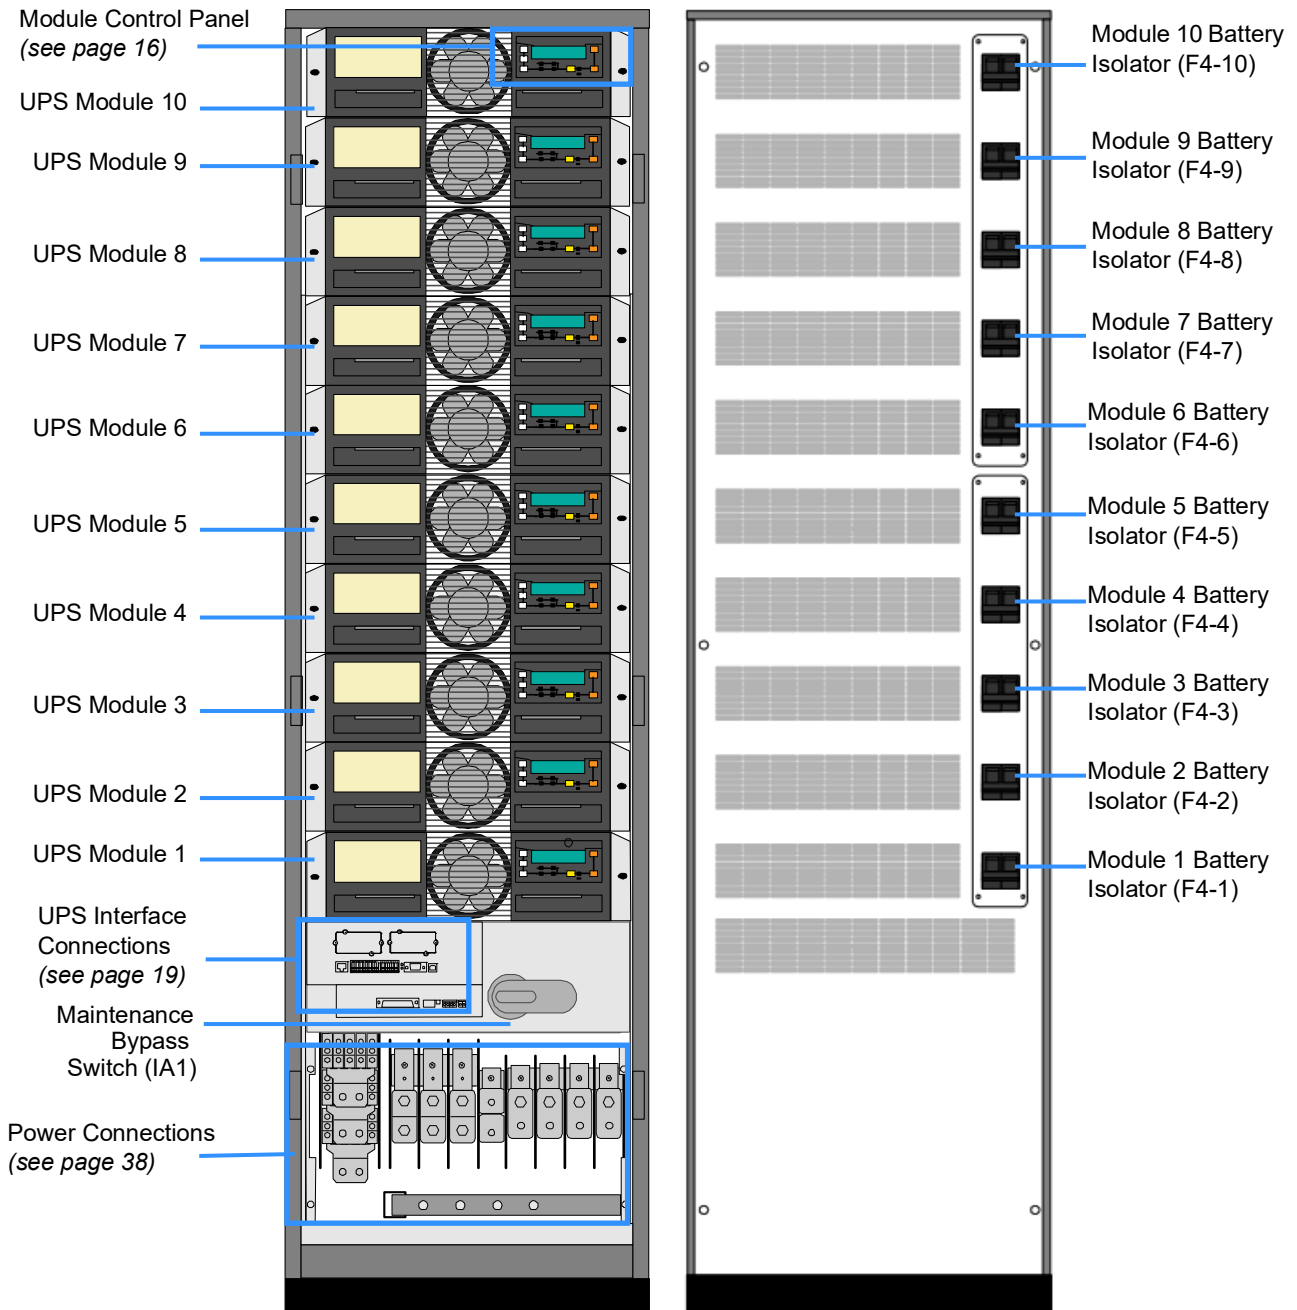 Module Control Panel
(see page 16)
UPS Module 10
UPS Module 9
UPS Module 8
UPS Module 7
UPS Module 6
UPS Module 5
UPS Module 4
UPS Module 3
UPS Module 2
UPS Module 1
UPS Interface
Connections
(see page 19)
Maintenance
Bypass
Switch (IA1)
Power Connections
(see page 38)
Module 10 Battery
Isolator (F4-10)
Module 9 Battery
Isolator (F4-9)
Module 8 Battery
Isolator (F4-8)
Module 7 Battery
Isolator (F4-7)
Module 6 Battery
Isolator (F4-6)
Module 5 Battery
Isolator (F4-5)
Module 4 Battery
Isolator (F4-4)
Module 3 Battery
Isolator (F4-3)
Module 2 Battery
Isolator (F4-2)
Module 1 Battery
Isolator (F4-1)